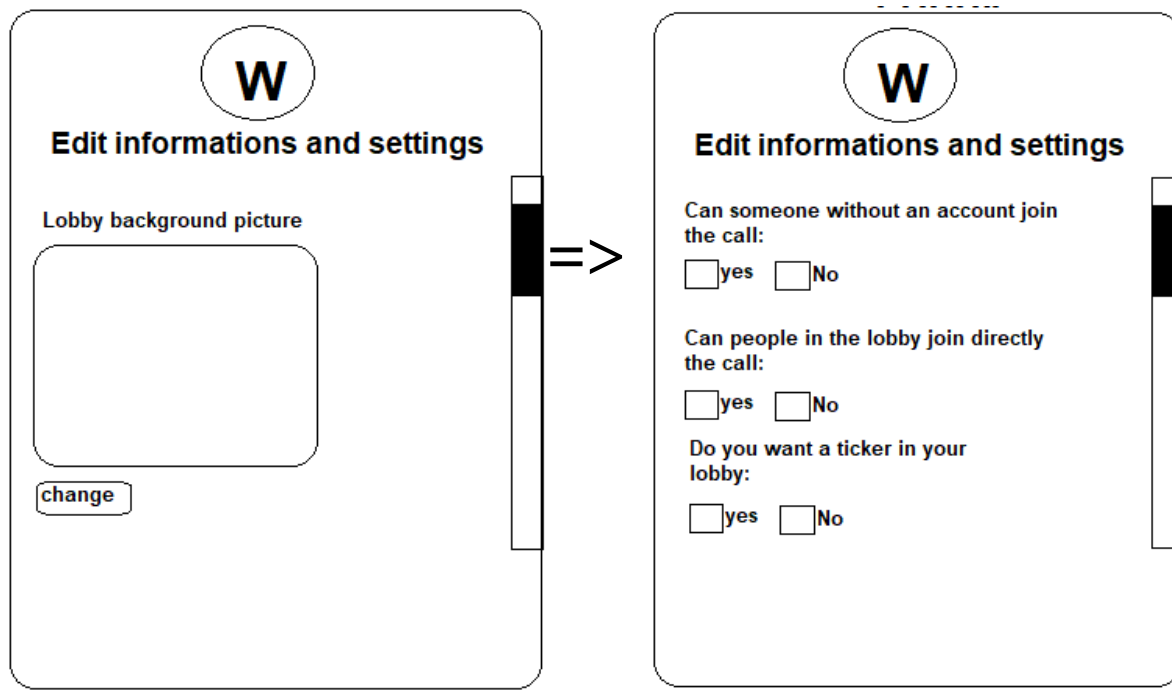 W
Edit informations and settings
Lobby background picture
change
=>
W
Edit informations and settings
Can someone without an account join
the call:
yes No
Can people in the lobby join directly
the call:
yes No
Do you want a ticker in your
lobby:
yes No